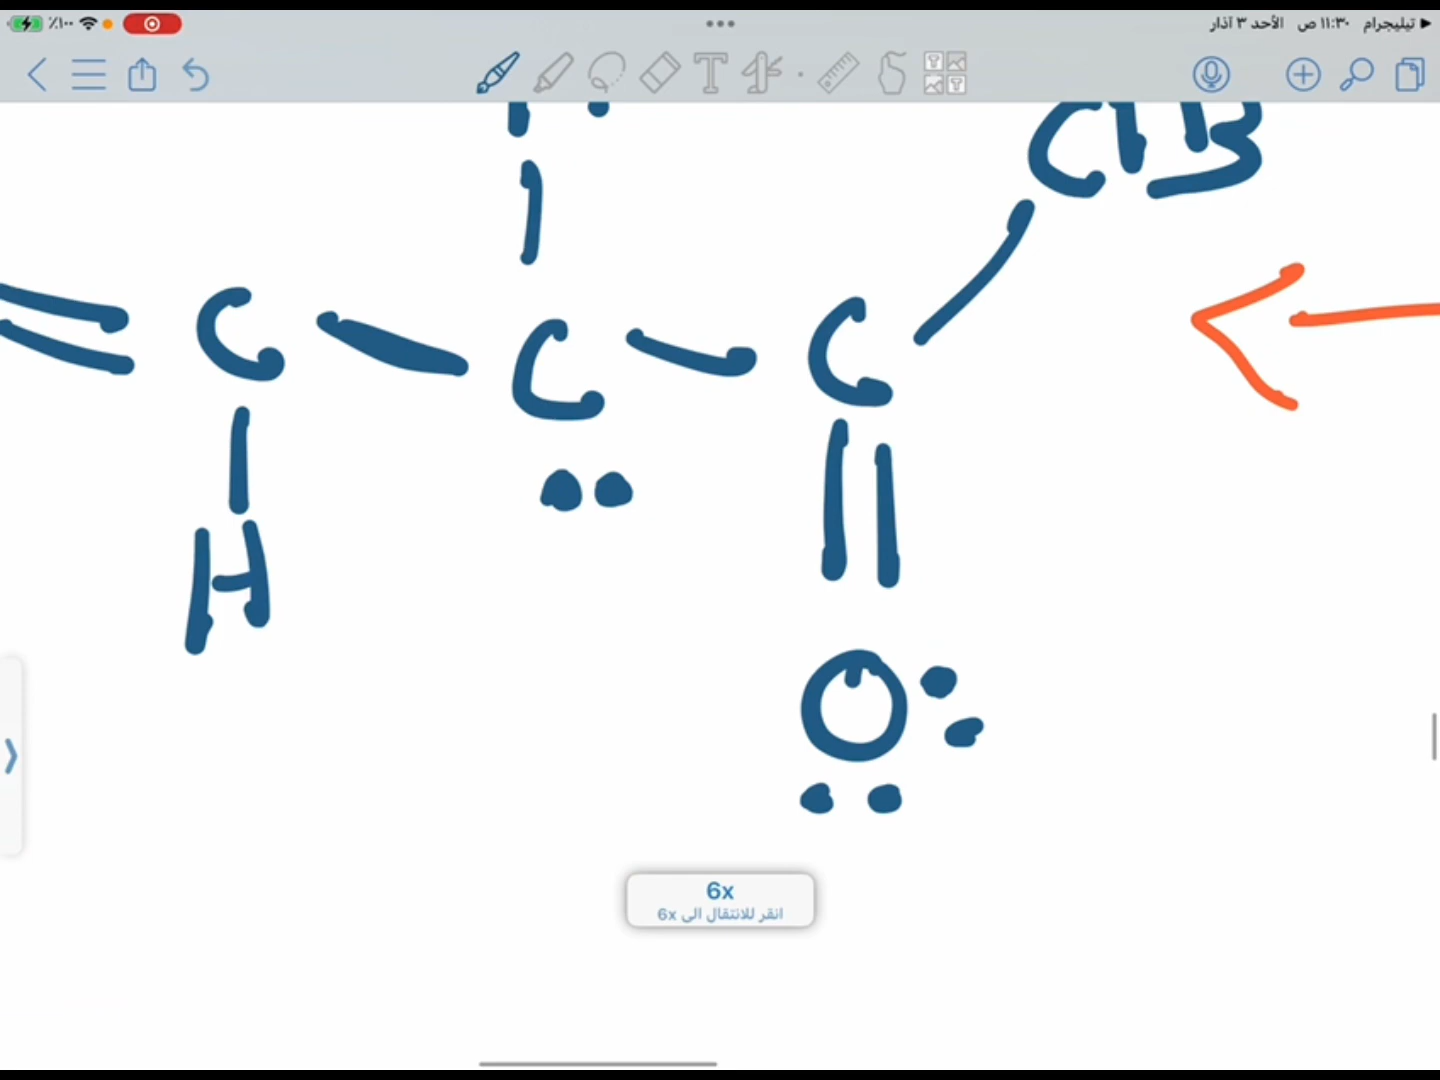 ◀ تيليجرام ١١:٣٠ ص الأحد ٣ آذار ٪١٠٠
CH3
C C C
H
O
6x
انقر للانتقال الى 6x